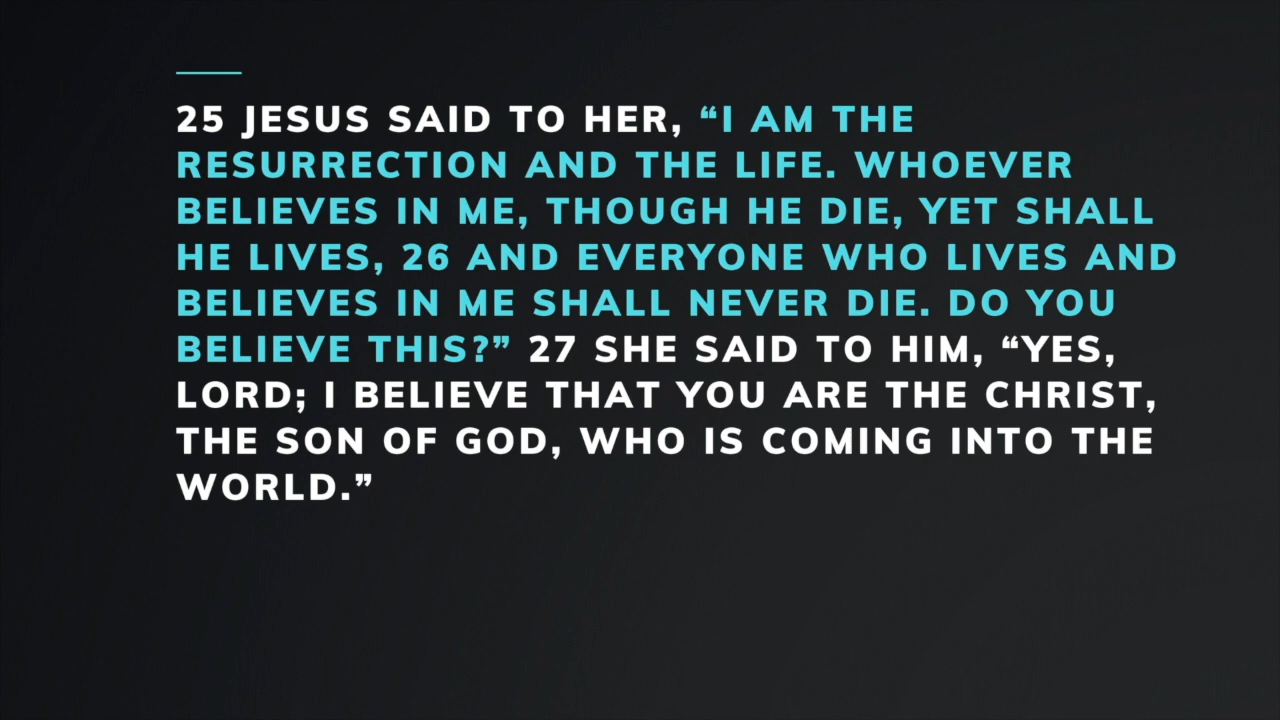 25 JESUS SAID TO HER, “I AM THE
RESURRECTION AND THE LIFE. WHOEVER
BELIEVES IN ME, THOUGH HE DIE, YET SHALL
HE LIVES, 26 AND EVERYONE WHO LIVES AND
BELIEVES IN ME SHALL NEVER DIE. DO YOU
BELIEVE THIS?” 27 SHE SAID TO HIM, “YES,
LORD; I BELIEVE THAT YOU ARE THE CHRIST,
THE SON OF GOD, WHO IS COMING INTO THE
WORLD.”